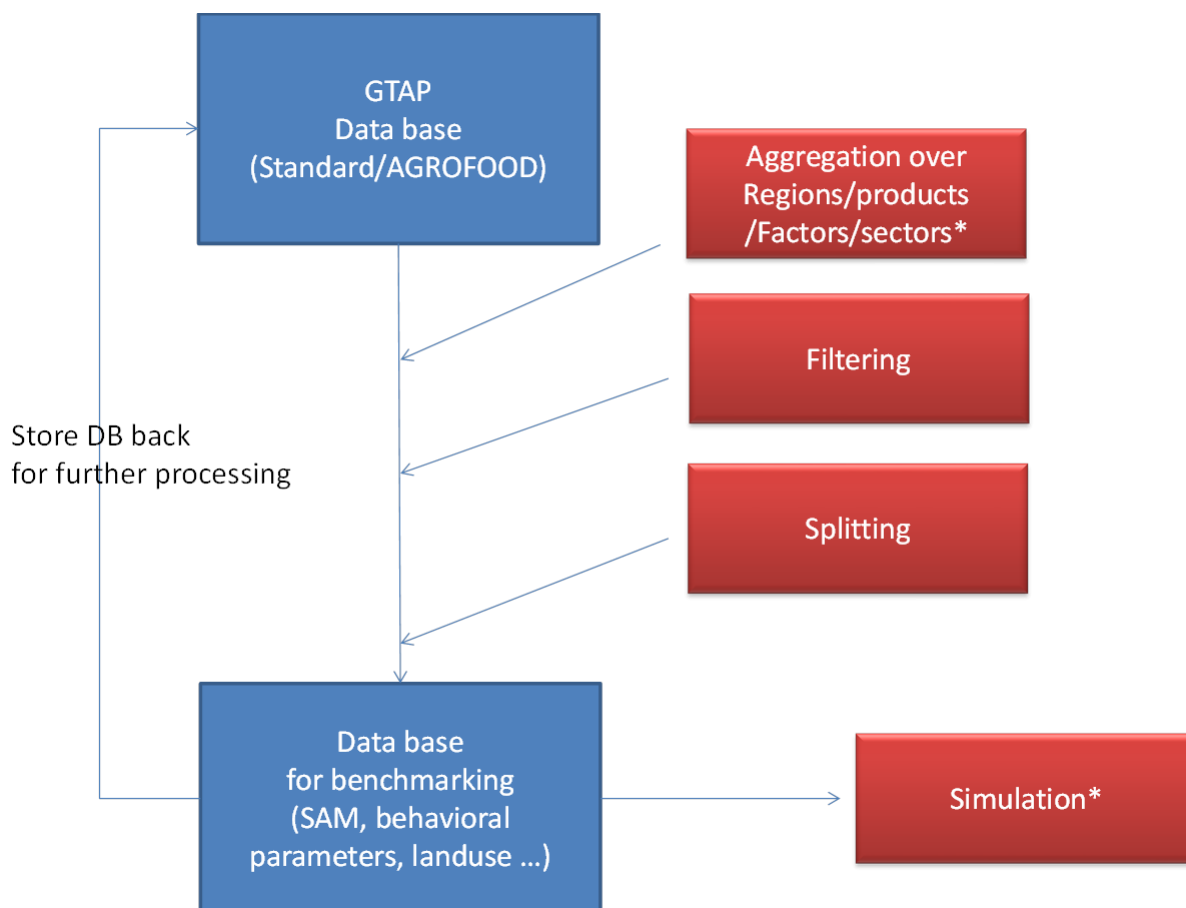 GTAP
Data base
(Standard/AGROFOOD)
Aggregation over
Regions/products
/Factors/sectors*
Filtering
Store DB back
for further processing
Splitting
Data base
for benchmarking
(SAM, behavioral
parameters, landuse ...)
Simulation*